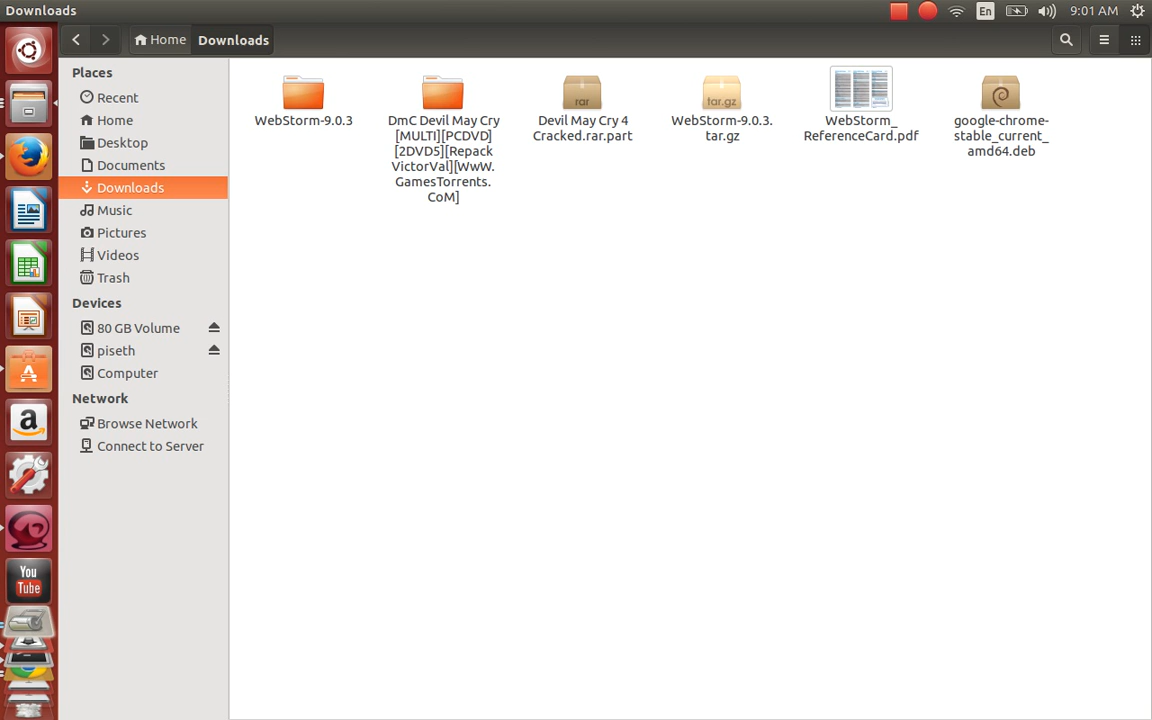 Downloads
En
9:01 AM
Home
Downloads
Places
Recent
Home
Desktop
Documents
Downloads
Music
Pictures
Videos
Trash
Devices
80 GB Volume
piseth
Computer
Network
Browse Network
Connect to Server
WebStorm-9.0.3
DmC Devil May Cry
[MULTI][PCDVD]
[2DVD5][Repack
VictorVal][WwW.
GamesTorrents.
CoM]
rar
Devil May Cry 4
Cracked.rar.part
tar.gz
WebStorm-9.0.3.
tar.gz
WebStorm_
ReferenceCard.pdf
google-chrome-
stable_current_
amd64.deb
A
a
You
Tube